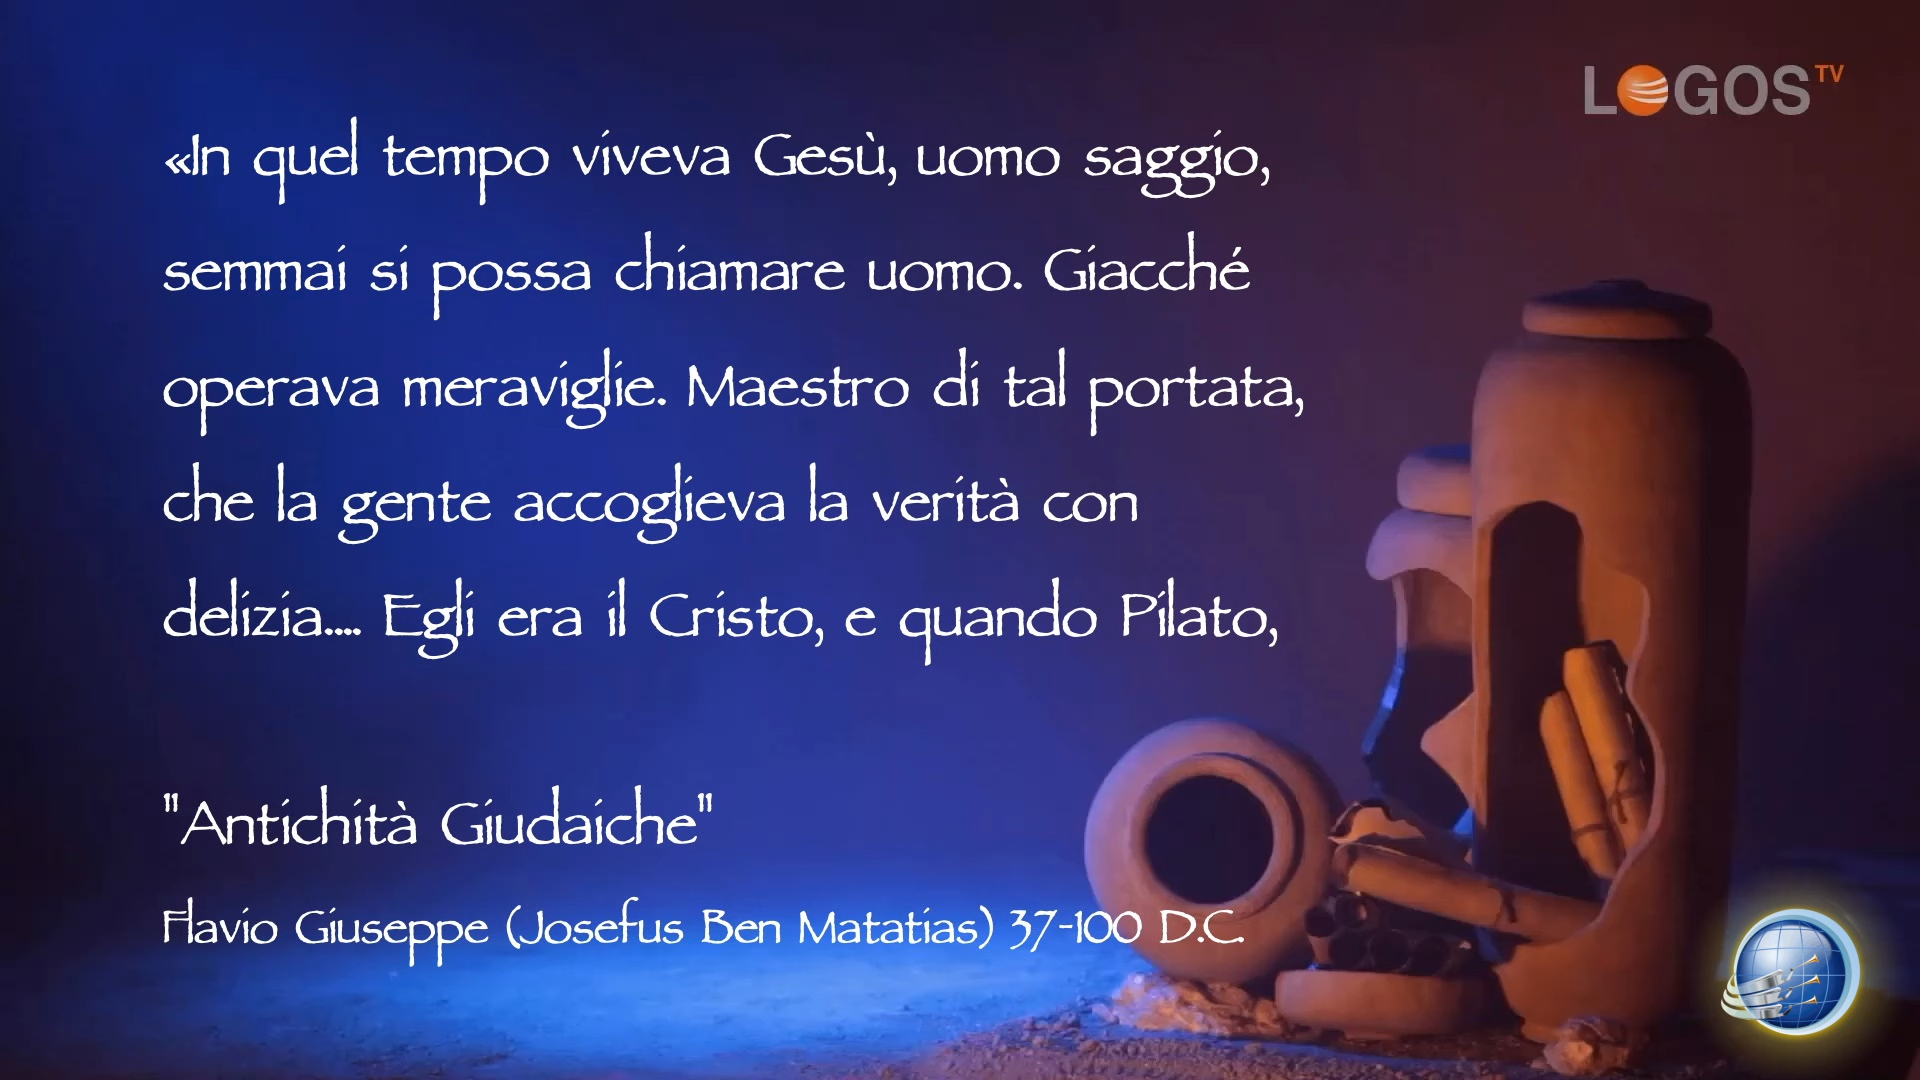 LOGOS TV
«In quel tempo viveva Gesù, uomo saggio,
semmai si possa chiamare uomo. Giacché
operava meraviglie. Maestro di tal portata,
che la gente accoglieva la verità con
delizia.... Egli era il Cristo, e quando Pilato,
"Antichità Giudaiche"
Flavio Giuseppe (Josefus Ben Matatias) 37-100 D.C.